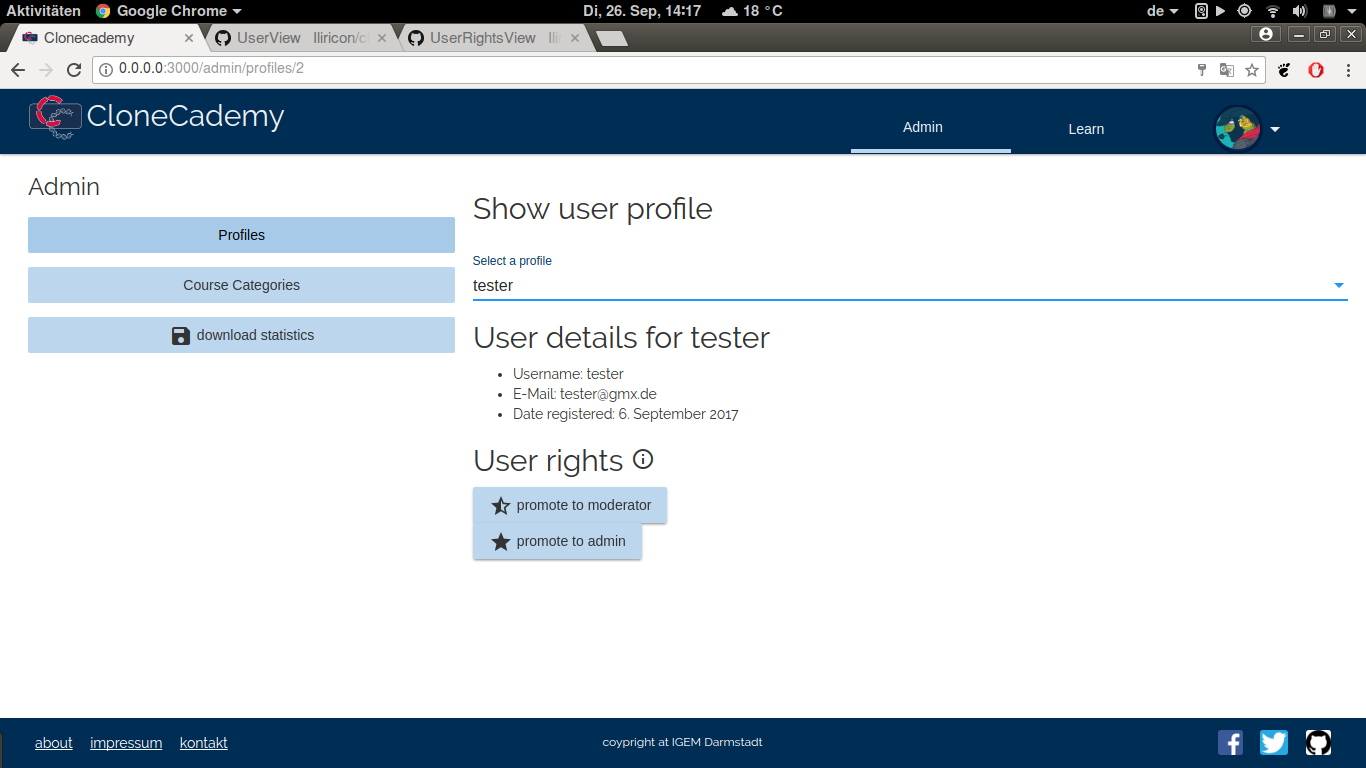 Aktivitäten Google Chrome Di, 26. Sep, 14:17 18 °C de
Clonecademy UserView Iliricon/c UserRightsView Ili
0.0.0.0:3000/admin/profiles/2
CloneCademy Admin Learn
Admin
Profiles
Course Categories
download statistics
Show user profile
Select a profile
tester
User details for tester
Username: tester
E-Mail: tester@gmx.de
Date registered: 6. September 2017
User rights
promote to moderator
promote to admin
about impressum kontakt coypright at IGEM Darmstadt